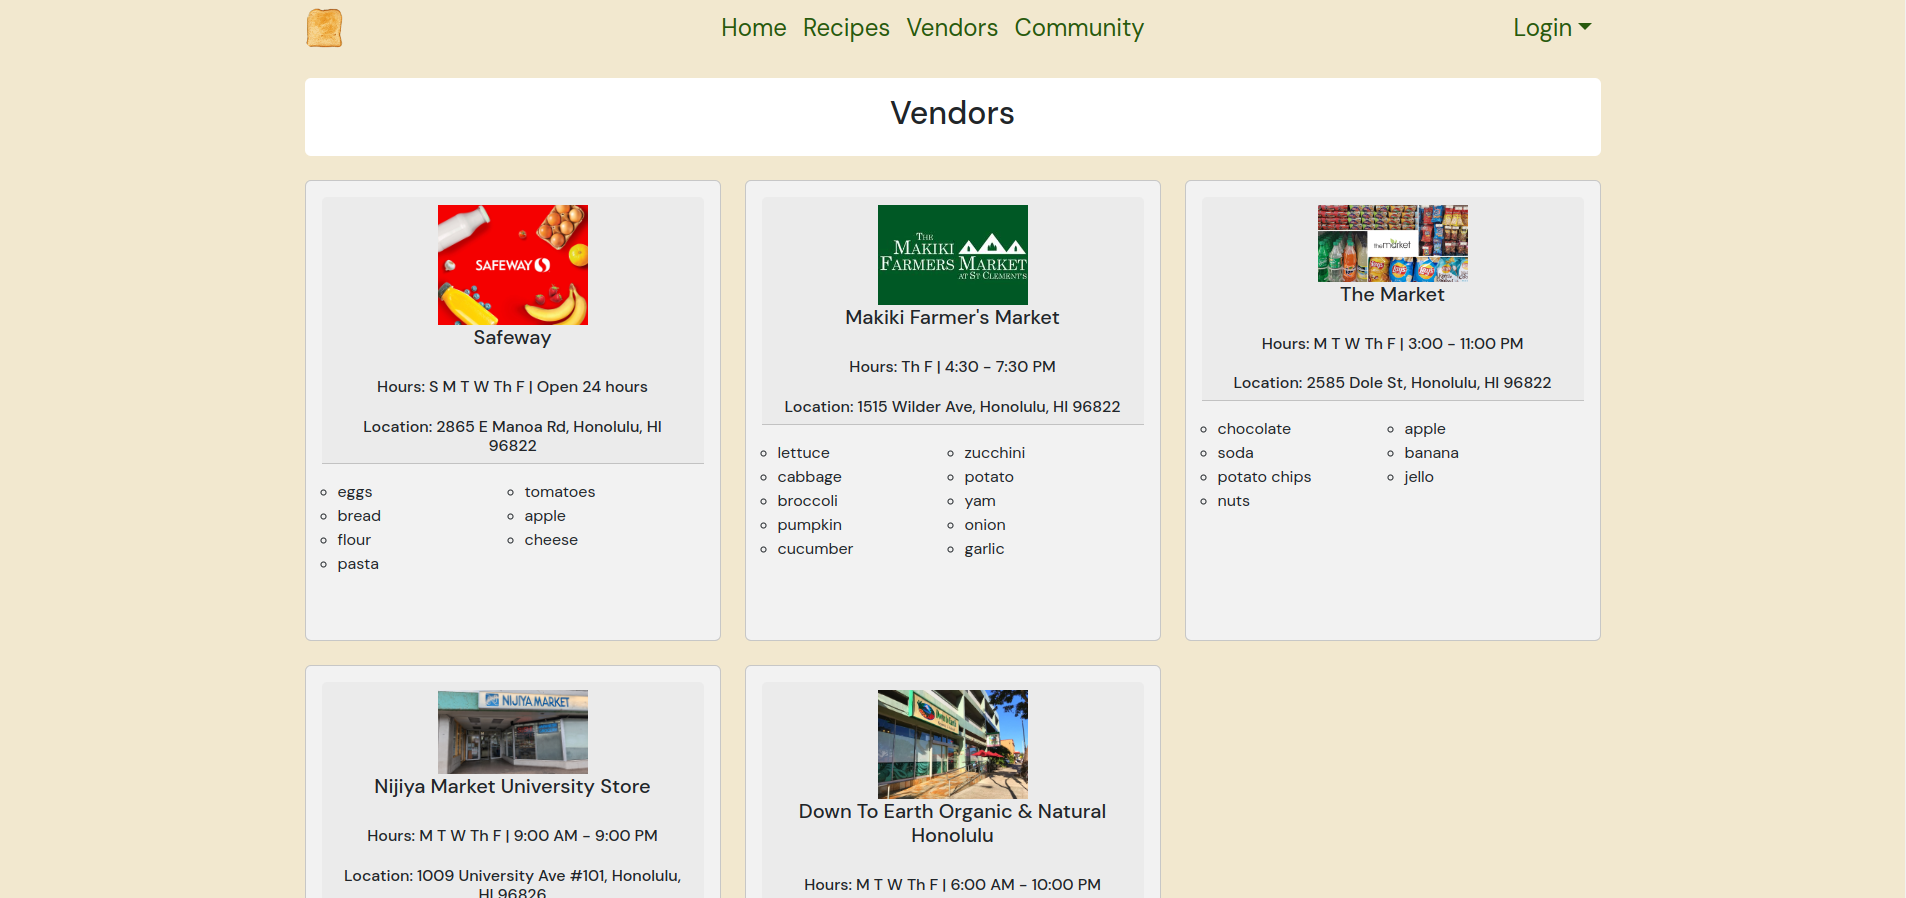 Home Recipes Vendors Community Login
Vendors
SAFEWAY
Safeway
Hours: S M T W Th F | Open 24 hours
Location: 2865 E Manoa Rd, Honolulu, HI
96822
eggs
bread
flour
pasta
tomatoes
apple
cheese
THE
MAKIKI
FARMERS MARKET
AT ST CLEMENT'S
Makiki Farmer's Market
Hours: Th F | 4:30 - 7:30 PM
Location: 1515 Wilder Ave, Honolulu, HI 96822
lettuce
cabbage
broccoli
pumpkin
cucumber
zucchini
potato
yam
onion
garlic
themarket
The Market
Hours: M T W Th F | 3:00 - 11:00 PM
Location: 2585 Dole St, Honolulu, HI 96822
chocolate
soda
potato chips
nuts
apple
banana
jello
NIJIYA MARKET
Nijiya Market University Store
Hours: M T W Th F | 9:00 AM - 9:00 PM
Location: 1009 University Ave #101, Honolulu,
HI 96826
Down To Earth Organic & Natural
Honolulu
Hours: M T W Th F | 6:00 AM - 10:00 PM